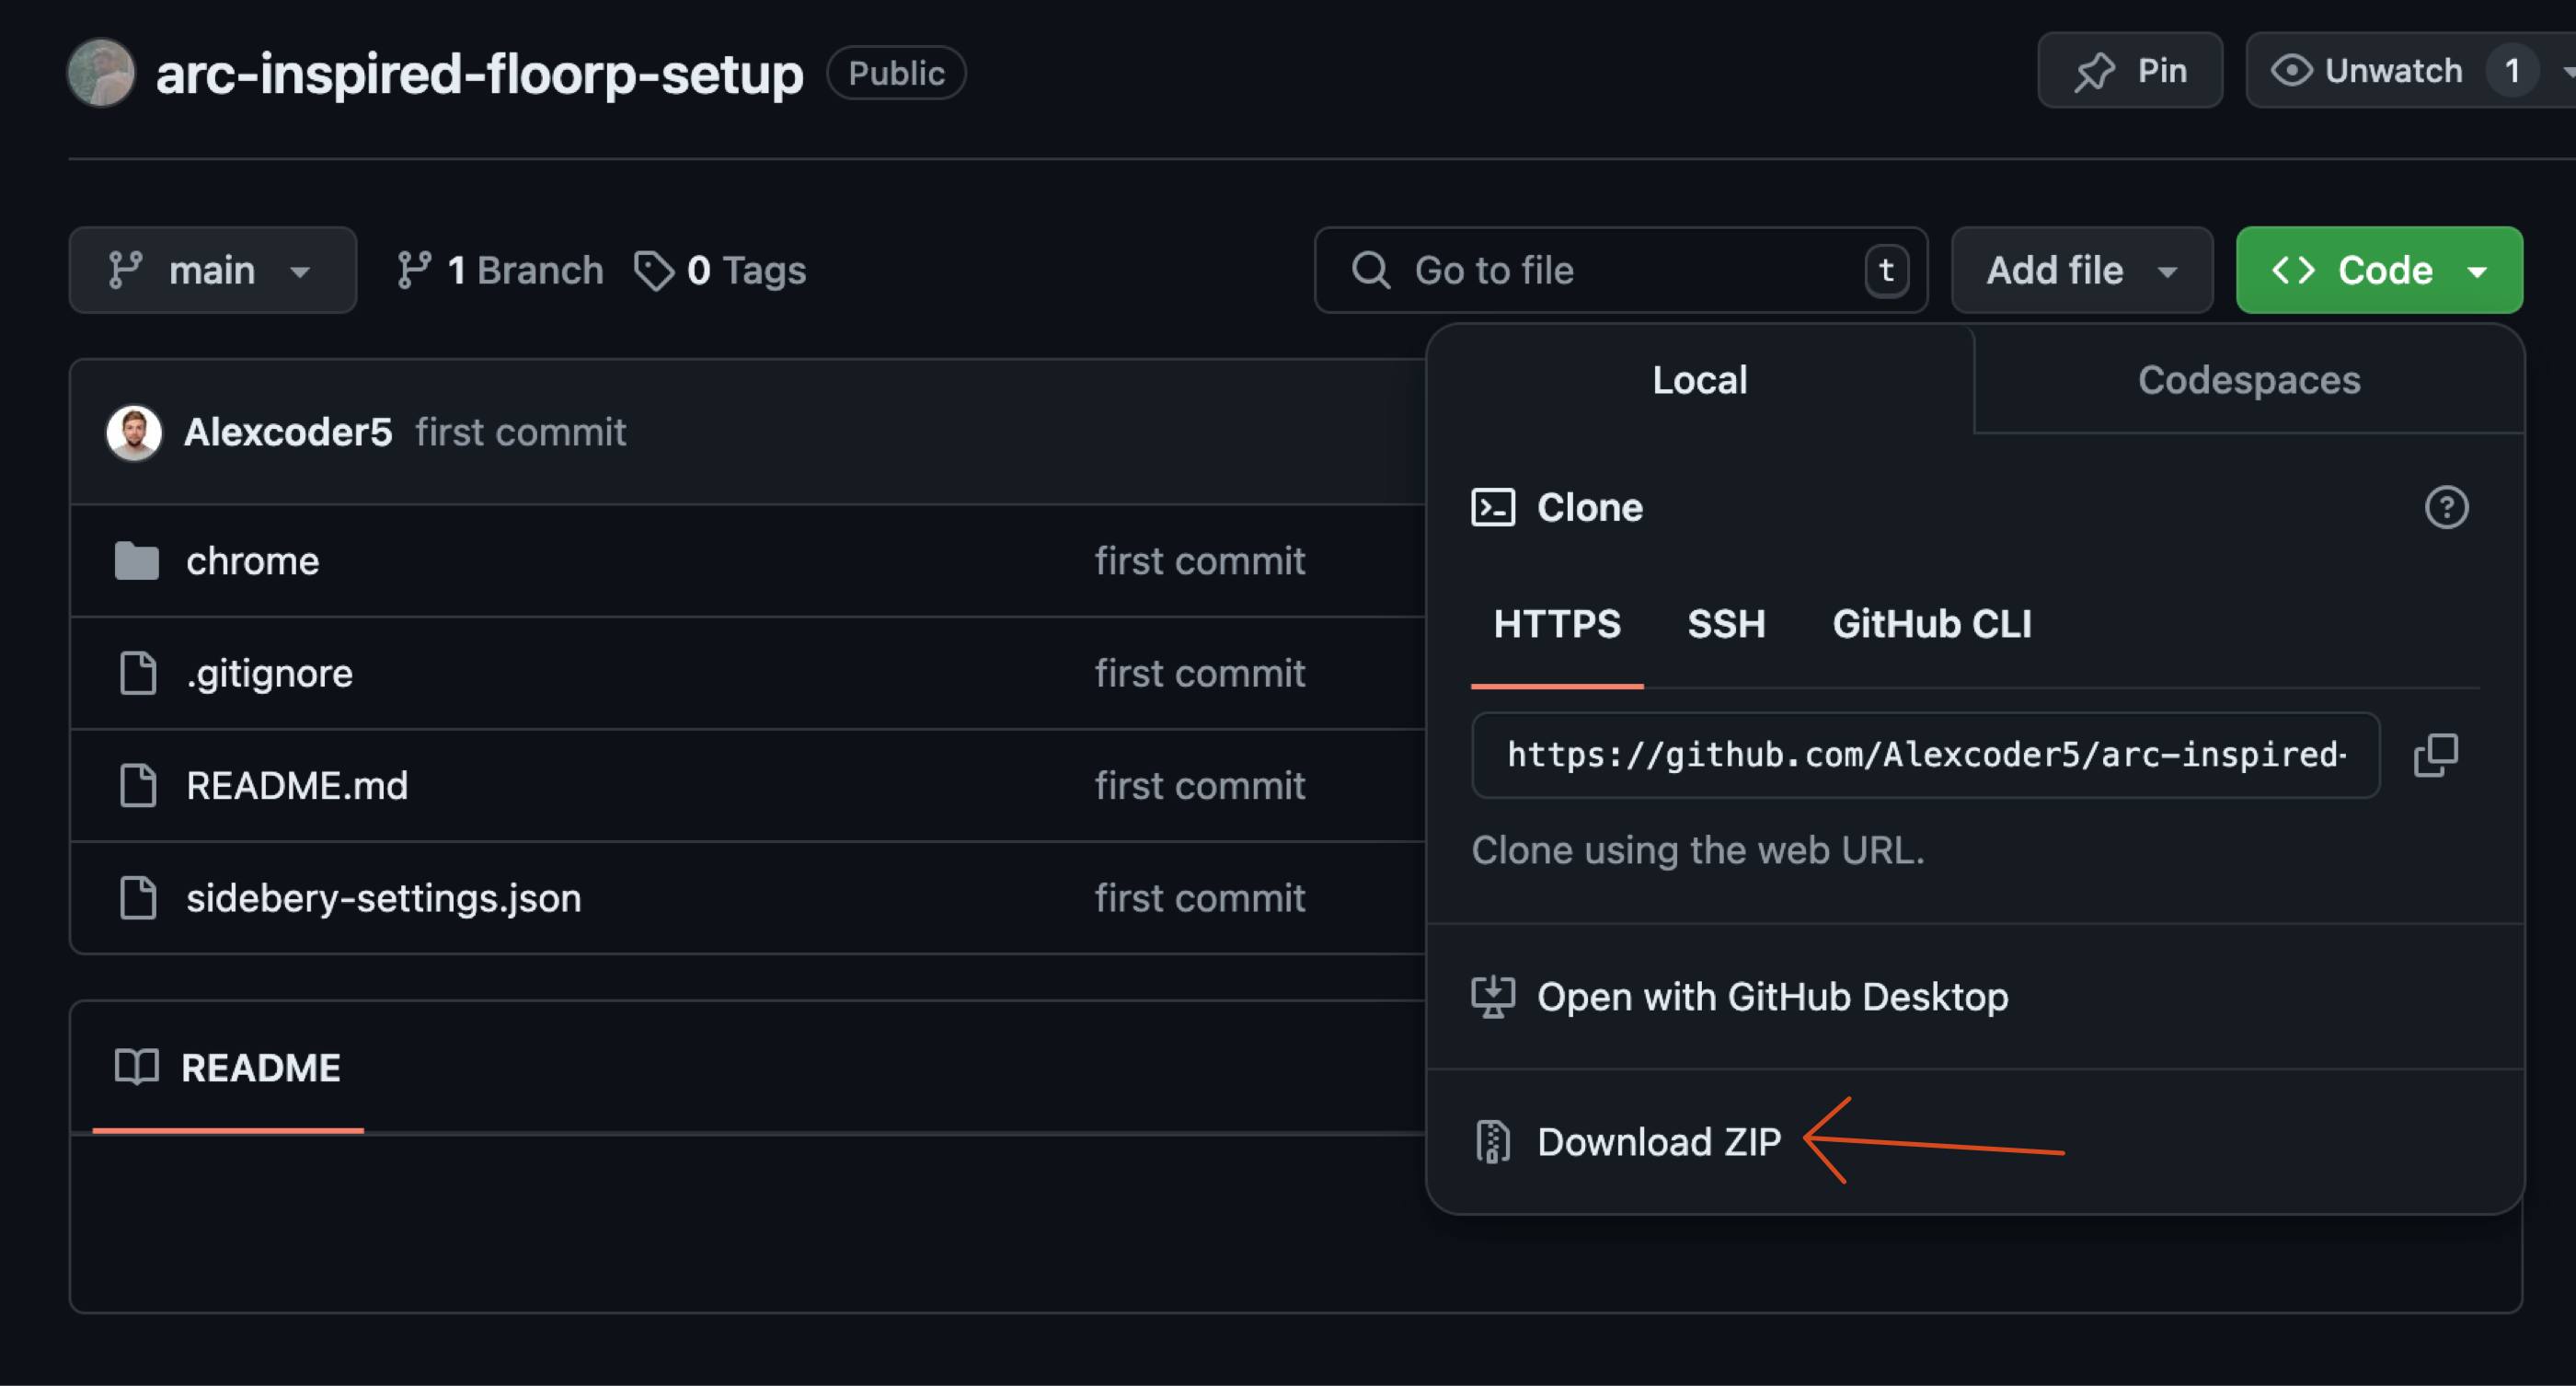 arc-inspired-floorp-setup Public Pin Unwatch 1
main 1 Branch 0 Tags Go to file t Add file Code
Alexcoder5 first commit
chrome first commit
.gitignore first commit
README.md first commit
sidebery-settings.json first commit
README
Local Codespaces
Clone
HTTPS SSH GitHub CLI
https://github.com/Alexcoder5/arc-inspired-
Clone using the web URL.
Open with GitHub Desktop
Download ZIP